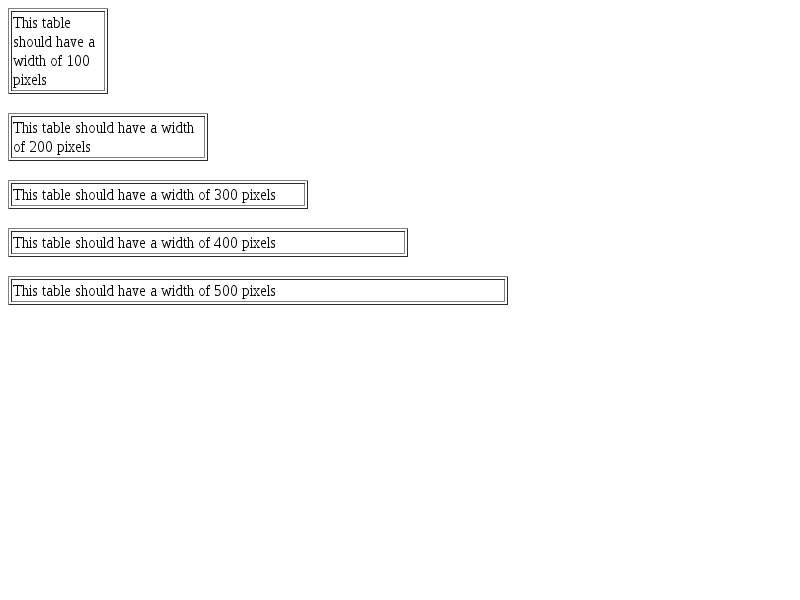 This table
should have a
width of 100
pixels
This table should have a width
of 200 pixels
This table should have a width of 300 pixels
This table should have a width of 400 pixels
This table should have a width of 500 pixels